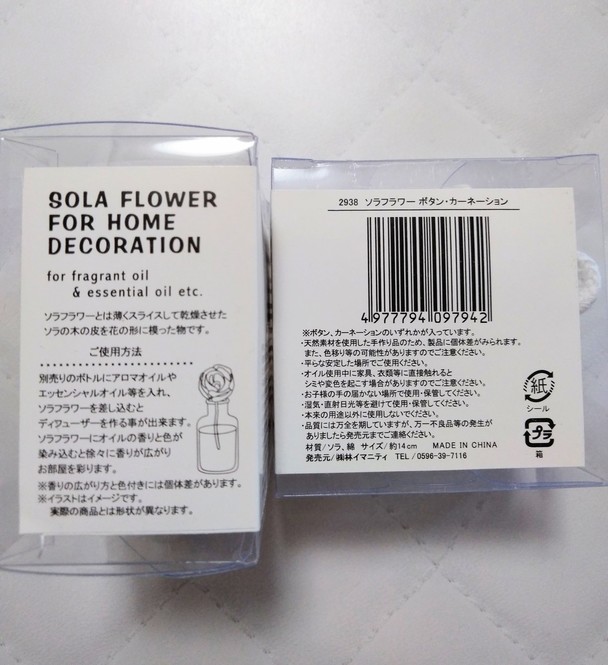 SOLA FLOWER
FOR HOME
DECORATION
for fragrant oil
& essential oil etc.
ソラフラワーとは薄くスライスして乾燥させた
ソラの木の皮を花の形に模った物です。
ご使用方法
別売りのボトルにアロマオイルや
エッセンシャルオイル等を入れ、
ソラフラワーを差し込むと
ディフューザーを作る事が出来ます。
ソラフラワーにオイルの香りと色が
染み込むと徐々に香りが広がり
お部屋を彩ります。
※香りの広がり方と色付きには個体差があります。
※イラストはイメージです。
実際の商品とは形状が異なります。
2938 ソラフラワー ボタン・カーネーション
4977794097942
※ボタン、カーネーションのいずれかが入っています。
・天然素材を使用した手作り品のため、製品に個体差がみられます。
また、色移り等の可能性がありますのでご注意ください。
・平らな安定した場所でご使用ください。
・オイル使用中に家具、衣類等に直接触れると
シミや変色を起こす場合がありますのでご注意ください。
・お子様の手の届かない場所で使用・保管してください。
・湿気・直射日光等を避けて使用・保管してください。
・本来の用途以外に使用しないでください。
・品質には万全を期していますが、万一不良品等の発生が
ありましたら発売元までご連絡ください。
材質/ソラ、綿 サイズ/約14cm MADE IN CHINA
発売元/㈱林イマニティ TEL/0596-39-7116
紙
シール
プラ
箱